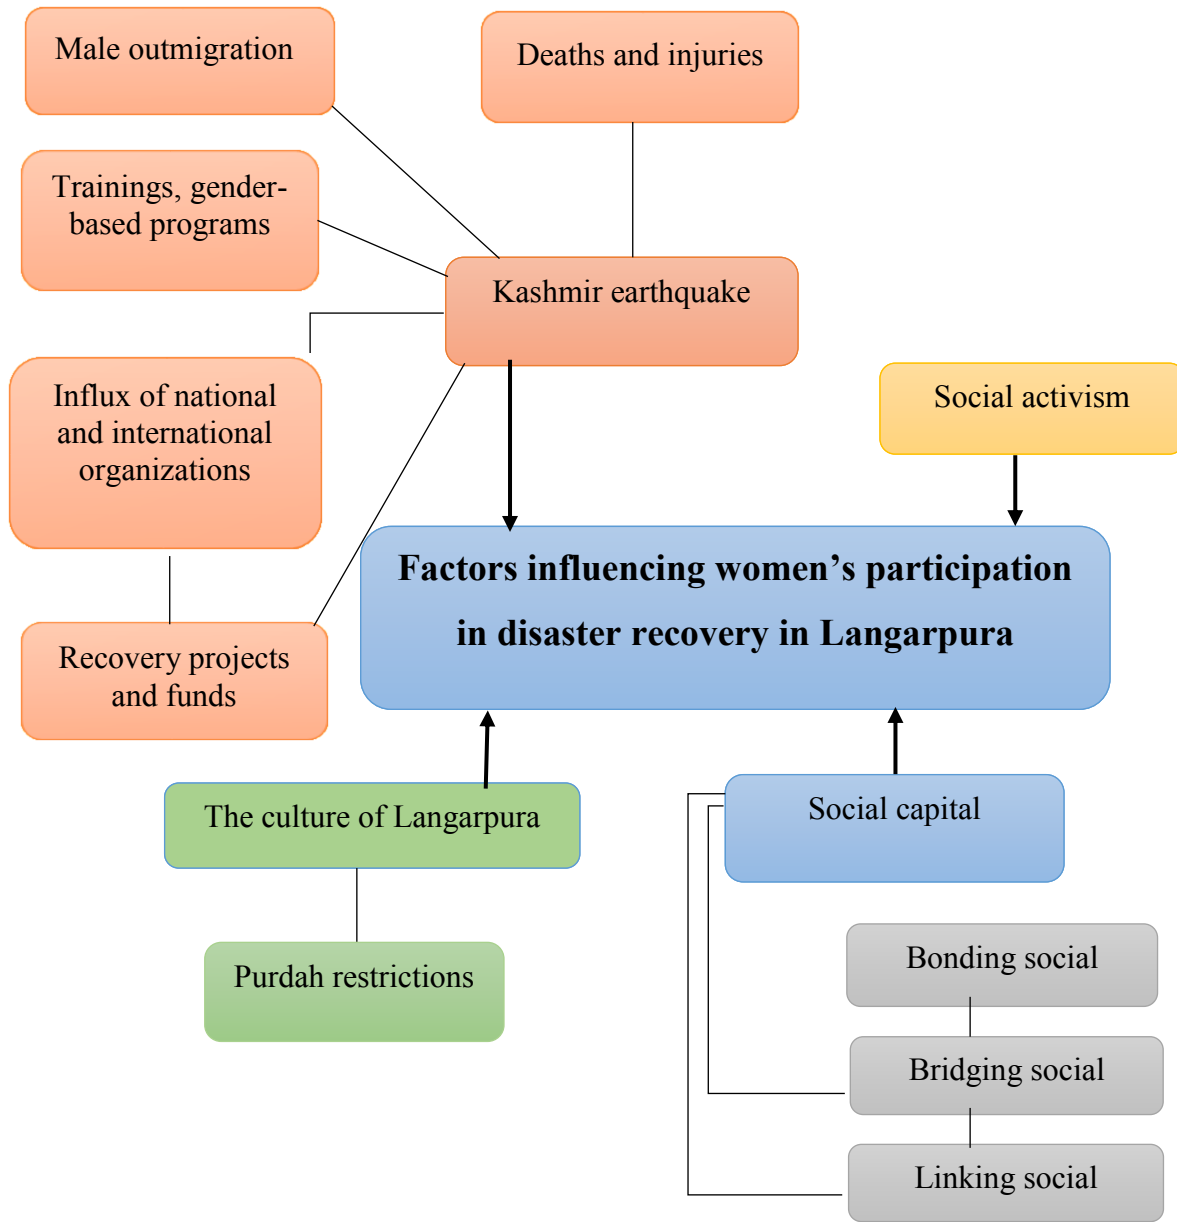 Male outmigration
Deaths and injuries
Trainings, gender-
based programs
Kashmir earthquake
Influx of national
and international
organizations
Social activism
Factors influencing women’s participation
in disaster recovery in Langarpura
Recovery projects
and funds
The culture of Langarpura
Social capital
Purdah restrictions
Bonding social
Bridging social
Linking social